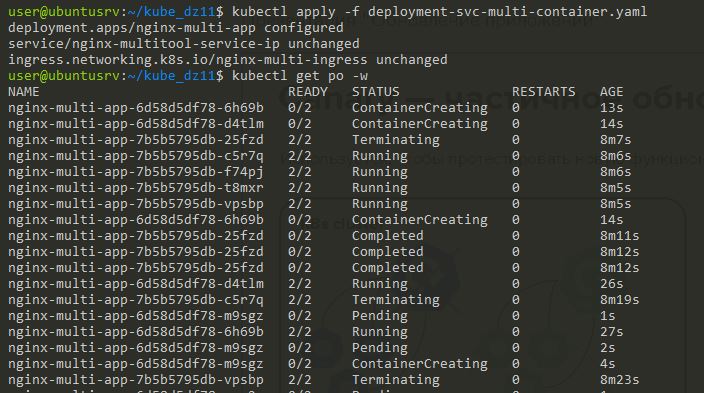 user@ubuntusrv:~/kube_dz11$ kubectl apply -f deployment-svc-multi-container.yaml
deployment.apps/nginx-multi-app configured
service/nginx-multitool-service-ip unchanged
ingress.networking.k8s.io/nginx-multi-ingress unchanged
user@ubuntusrv:~/kube_dz11$ kubectl get po -w
NAME READY STATUS RESTARTS AGE
nginx-multi-app-6d58d5df78-6h69b 0/2 ContainerCreating 0 13s
nginx-multi-app-6d58d5df78-d4tlm 0/2 ContainerCreating 0 14s
nginx-multi-app-7b5b5795db-25fzd 2/2 Terminating 0 8m7s
nginx-multi-app-7b5b5795db-c5r7q 2/2 Running 0 8m6s
nginx-multi-app-7b5b5795db-f74pj 2/2 Running 0 8m6s
nginx-multi-app-7b5b5795db-t8mxr 2/2 Running 0 8m5s
nginx-multi-app-7b5b5795db-vpsbp 2/2 Running 0 8m5s
nginx-multi-app-6d58d5df78-6h69b 0/2 ContainerCreating 0 14s
nginx-multi-app-7b5b5795db-25fzd 0/2 Completed 0 8m11s
nginx-multi-app-7b5b5795db-25fzd 0/2 Completed 0 8m12s
nginx-multi-app-7b5b5795db-25fzd 0/2 Completed 0 8m12s
nginx-multi-app-6d58d5df78-d4tlm 2/2 Running 0 26s
nginx-multi-app-7b5b5795db-c5r7q 2/2 Terminating 0 8m19s
nginx-multi-app-6d58d5df78-m9sgz 0/2 Pending 0 1s
nginx-multi-app-6d58d5df78-6h69b 2/2 Running 0 27s
nginx-multi-app-6d58d5df78-m9sgz 0/2 Pending 0 2s
nginx-multi-app-6d58d5df78-m9sgz 0/2 ContainerCreating 0 4s
nginx-multi-app-7b5b5795db-vpsbp 2/2 Terminating 0 8m23s